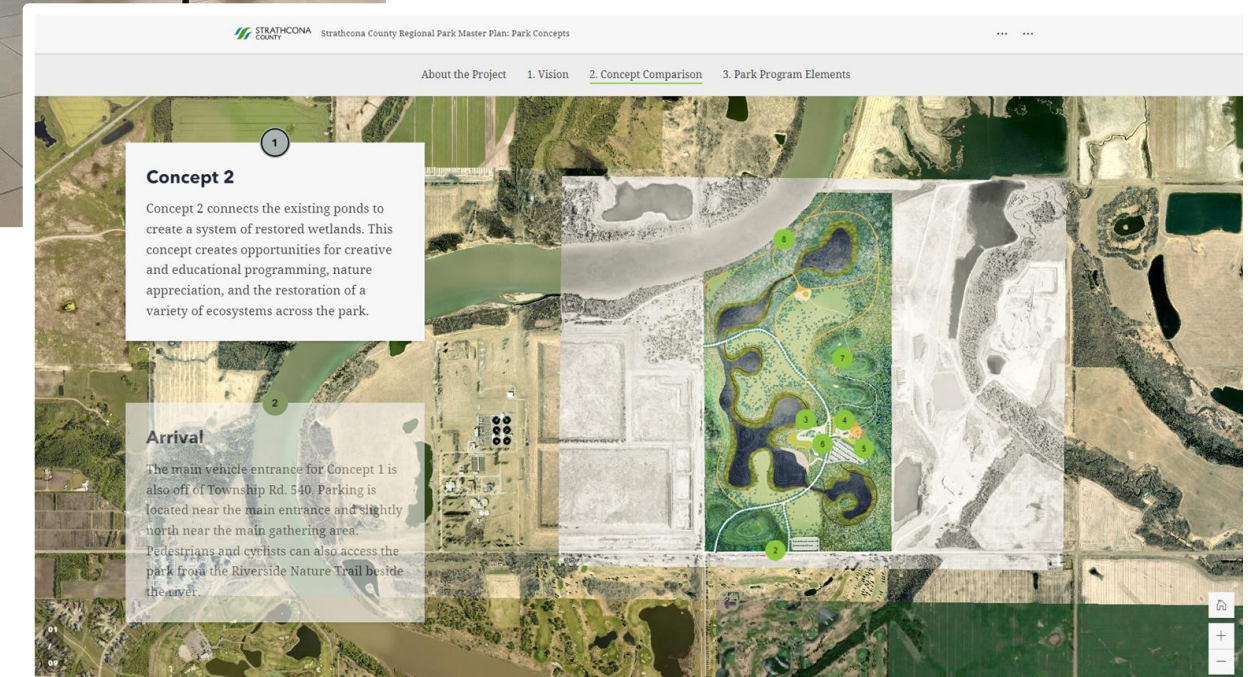 STRATHCONA
COUNTY
Strathcona County Regional Park Master Plan: Park Concepts
About the Project 1. Vision 2. Concept Comparison 3. Park Program Elements
1
Concept 2
Concept 2 connects the existing ponds to
create a system of restored wetlands. This
concept creates opportunities for creative
and educational programming, nature
appreciation, and the restoration of a
variety of ecosystems across the park.
2
Arrival
The main vehicle entrance for Concept 1 is
also off of Township Rd. 540. Parking is
located near the main entrance and slightly
north near the main gathering area.
Pedestrians and cyclists can also access the
park from the Riverside Nature Trail beside
the river.
01
/
09
8
7
3
4
6
5
2